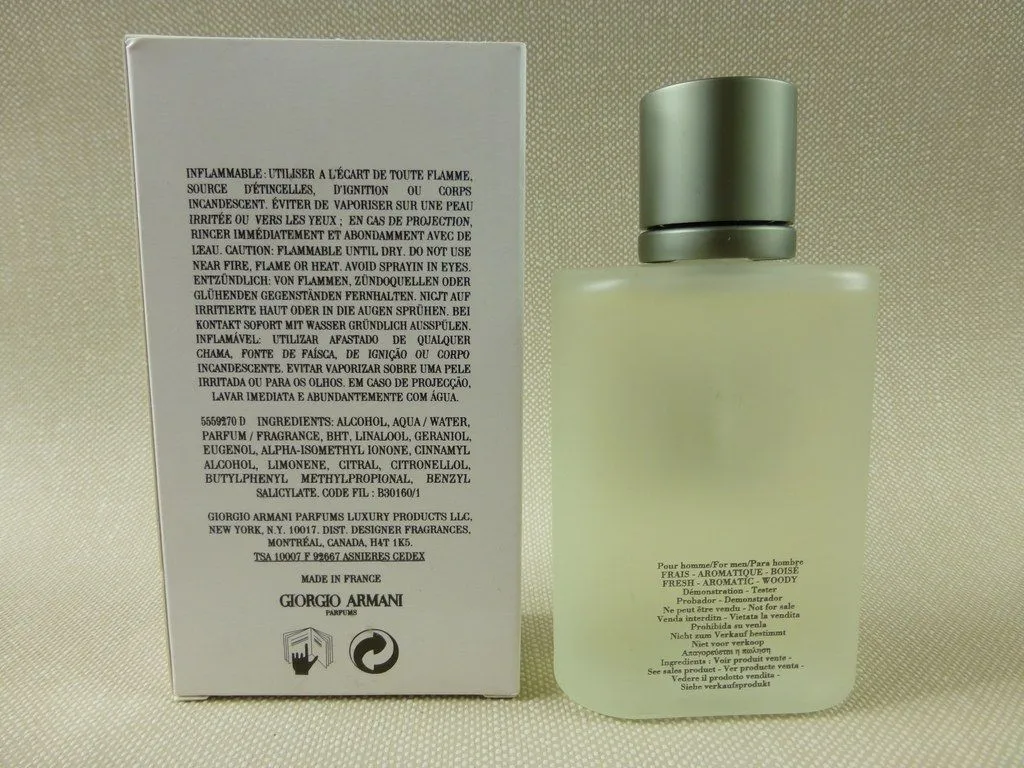 INFLAMMABLE: UTILISER A L'ÉCART DE TOUTE FLAMME,
SOURCE D'ÉTINCELLES, D'IGNITION OU CORPS
INCANDESCENT. ÉVITER DE VAPORISER SUR UNE PEAU
IRRITÉE OU VERS LES YEUX ; EN CAS DE PROJECTION,
RINCER IMMÉDIATEMENT ET ABONDAMMENT AVEC DE
L'EAU. CAUTION: FLAMMABLE UNTIL DRY. DO NOT USE
NEAR FIRE, FLAME OR HEAT. AVOID SPRAYIN IN EYES.
ENTZÜNDLICH: VON FLAMMEN, ZÜNDOQUELLEN ODER
GLÜHENDEN GEGENSTÄNDEN FERNHALTEN. NICJT AUF
IRRITIERTE HAUT ODER IN DIE AUGEN SPRÜHEN. BEI
KONTAKT SOFORT MIT WASSER GRÜNDLICH AUSSPÜLEN.
INFLAMÁVEL: UTILIZAR AFASTADO DE QUALQUER
CHAMA, FONTE DE FAÍSCA, DE IGNIÇÃO OU CORPO
INCANDESCENTE. EVITAR VAPORIZAR SOBRE UMA PELE
IRRITADA OU PARA OS OLHOS. EM CASO DE PROJECÇÃO,
LAVAR IMEDIATA E ABUNDANTEMENTE COM ÁGUA.
5559270 D INGREDIENTS: ALCOHOL, AQUA / WATER,
PARFUM / FRAGRANCE, BHT, LINALOOL, GERANIOL,
EUGENOL, ALPHA-ISOMETHYL IONONE, CINNAMYL
ALCOHOL, LIMONENE, CITRAL, CITRONELLOL,
BUTYLPHENYL METHYLPROPIONAL, BENZYL
SALICYLATE. CODE FIL : B30160/1
GIORGIO ARMANI PARFUMS LUXURY PRODUCTS LLC,
NEW YORK, N.Y. 10017. DIST. DESIGNER FRAGRANCES,
MONTRÉAL, CANADA, H4T 1K5.
TSA 10007 F 92667 ASNIERES CEDEX
MADE IN FRANCE
GIORGIO ARMANI
PARFUMS
Pour homme/For men/Para hombre
FRAIS - AROMATIQUE - BOISÉ
FRESH - AROMATIC - WOODY
Démonstration - Tester
Probador - Demonstrador
Ne peut être vendu - Not for sale
Venda interditn - Vietata la vendita
Prohibida su venla
Nicht zum Verkauf bestimmt
Niet voor verkoop
Απαγορεύεται η πώληση
Ingredients : Voir produit vente -
See sales product - Ver producte venta -
Vedere il prodotto vendita -
Siehe verkaufsprodukt